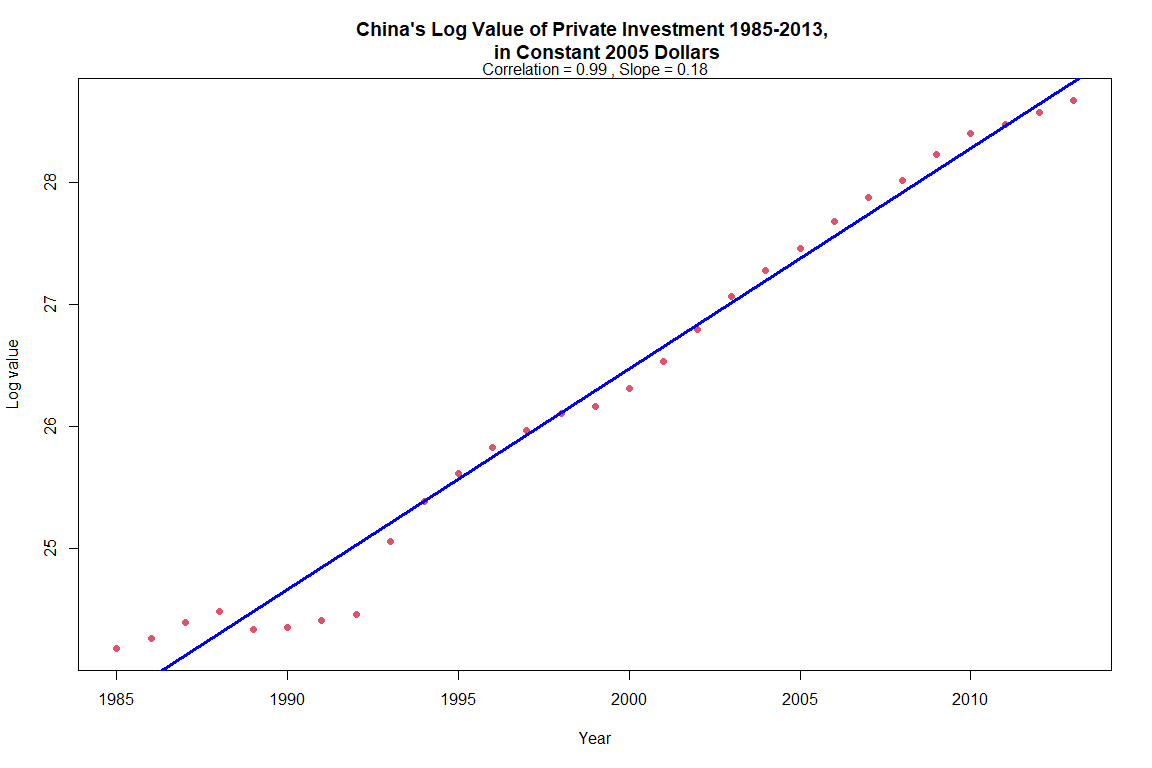 China's Log Value of Private Investment 1985-2013,
in Constant 2005 Dollars
Correlation = 0.99 , Slope = 0.18
28
27
26
25
Log value
1985 1990 1995 2000 2005 2010
Year